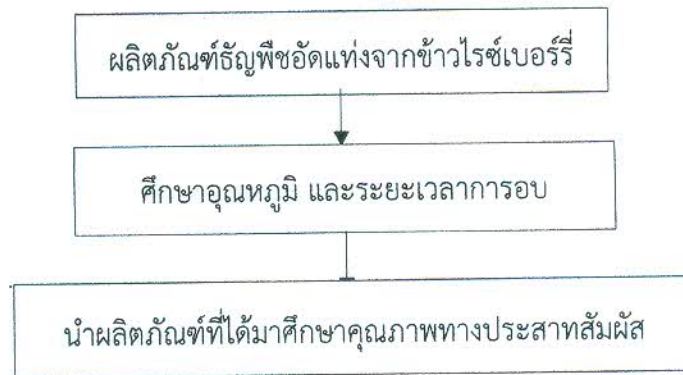 ผลิตภัณฑ์ธัญพืชอัดแท่งจากข้าวไรซ์เบอร์รี่
ศึกษาอุณหภูมิ และระยะเวลาการอบ
นำผลิตภัณฑ์ที่ได้มาศึกษาคุณภาพทางประสาทสัมผัส